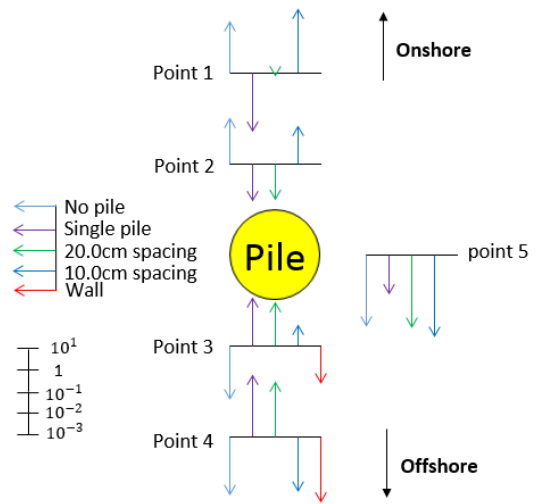 Point 1
Onshore
Point 2
No pile
Single pile
20.0cm spacing
10.0cm spacing
Wall
Pile
point 5
Point 3
10^1
1
10^−1
10^−2
10^−3
Point 4
Offshore